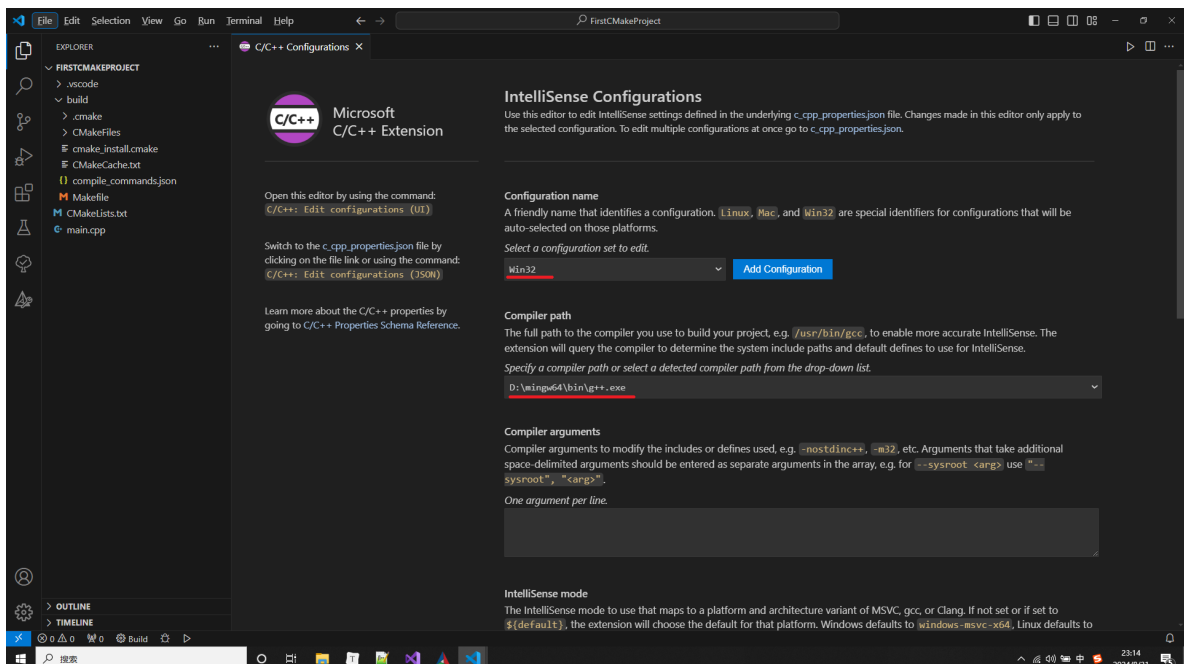 File Edit Selection View Go Run Terminal Help
FirstCMakeProject
EXPLORER
C/C++ Configurations
FIRSTCMAKEPROJECT
.vscode
build
.cmake
CMakeFiles
cmake_install.cmake
CMakeCache.txt
compile_commands.json
Makefile
CMakeLists.txt
main.cpp
OUTLINE
TIMELINE
C/C++
Microsoft
C/C++ Extension
Open this editor by using the command:
C/C++: Edit configurations (UI)
Switch to the c_cpp_properties.json file by
clicking on the file link or using the command:
C/C++: Edit configurations (JSON)
Learn more about the C/C++ properties by
going to C/C++ Properties Schema Reference.
IntelliSense Configurations
Use this editor to edit IntelliSense settings defined in the underlying c_cpp_properties.json file. Changes made in this editor only apply to
the selected configuration. To edit multiple configurations at once go to c_cpp_properties.json.
Configuration name
A friendly name that identifies a configuration. Linux, Mac, and Win32 are special identifiers for configurations that will be
auto-selected on those platforms.
Select a configuration set to edit.
Win32
Add Configuration
Compiler path
The full path to the compiler you use to build your project, e.g. /usr/bin/gcc, to enable more accurate IntelliSense. The
extension will query the compiler to determine the system include paths and default defines to use for IntelliSense.
Specify a compiler path or select a detected compiler path from the drop-down list.
D:\mingw64\bin\g++.exe
Compiler arguments
Compiler arguments to modify the includes or defines used, e.g. -nostdinc++, -m32, etc. Arguments that take additional
space-delimited arguments should be entered as separate arguments in the array, e.g. for --sysroot <arg> use "--
sysroot", "<arg>".
One argument per line.
IntelliSense mode
The IntelliSense mode to use that maps to a platform and architecture variant of MSVC, gcc, or Clang. If not set or if set to
${default}, the extension will choose the default for that platform. Windows defaults to windows-msvc-x64, Linux defaults to
0 0 0 Build
搜索
中
23:14